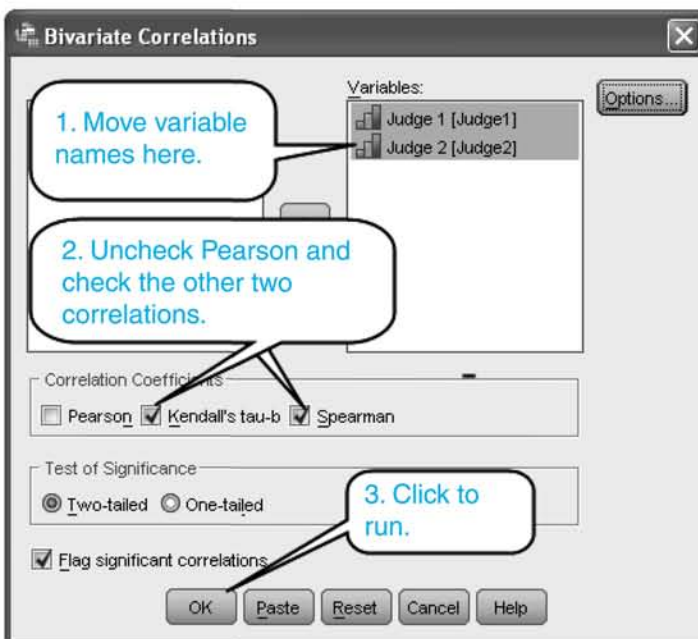 Bivariate Correlations
Variables:
Options...
1. Move variable
names here.
Judge 1 [Judge1]
Judge 2 [Judge2]
2. Uncheck Pearson and
check the other two
correlations.
Correlation Coefficients
Pearson Kendall's tau-b Spearman
Test of Significance
Two-tailed One-tailed
3. Click to
run.
Flag significant correlations
OK Paste Reset Cancel Help